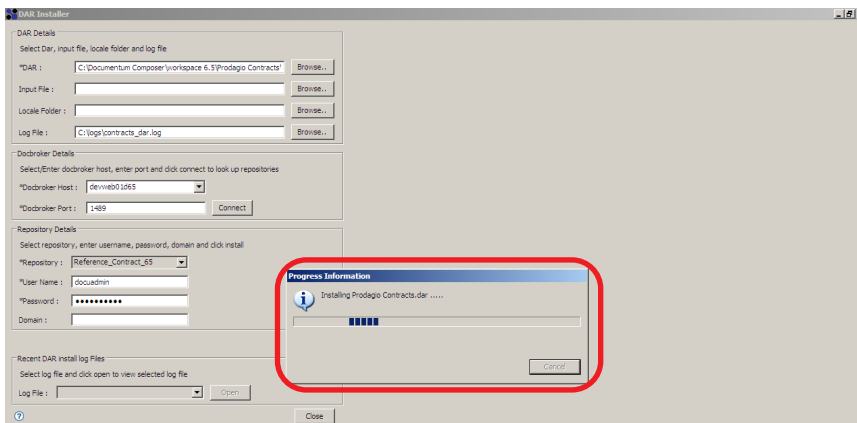 DAR Installer
DAR Details
Select Dar, input file, locale folder and log file
*DAR : C:\Documentum Composer\workspace 6.5\Prodagio Contracts' Browse..
Input File : Browse..
Locale Folder : Browse..
Log File : C:\logs\contracts_dar.log Browse..
Docbroker Details
Select/Enter docbroker host, enter port and click connect to look up repositories
*Docbroker Host : devweb01d65
*Docbroker Port : 1489 Connect
Repository Details
Select repository, enter username, password, domain and click install
*Repository : Reference_Contract_65
*User Name : docuadmin
*Password : ••••••••••
Domain :
Progress Information
Installing Prodagio Contracts.dar .....
Cancel
Recent DAR install log Files
Select log file and click open to view selected log file
Log File : Open
Close